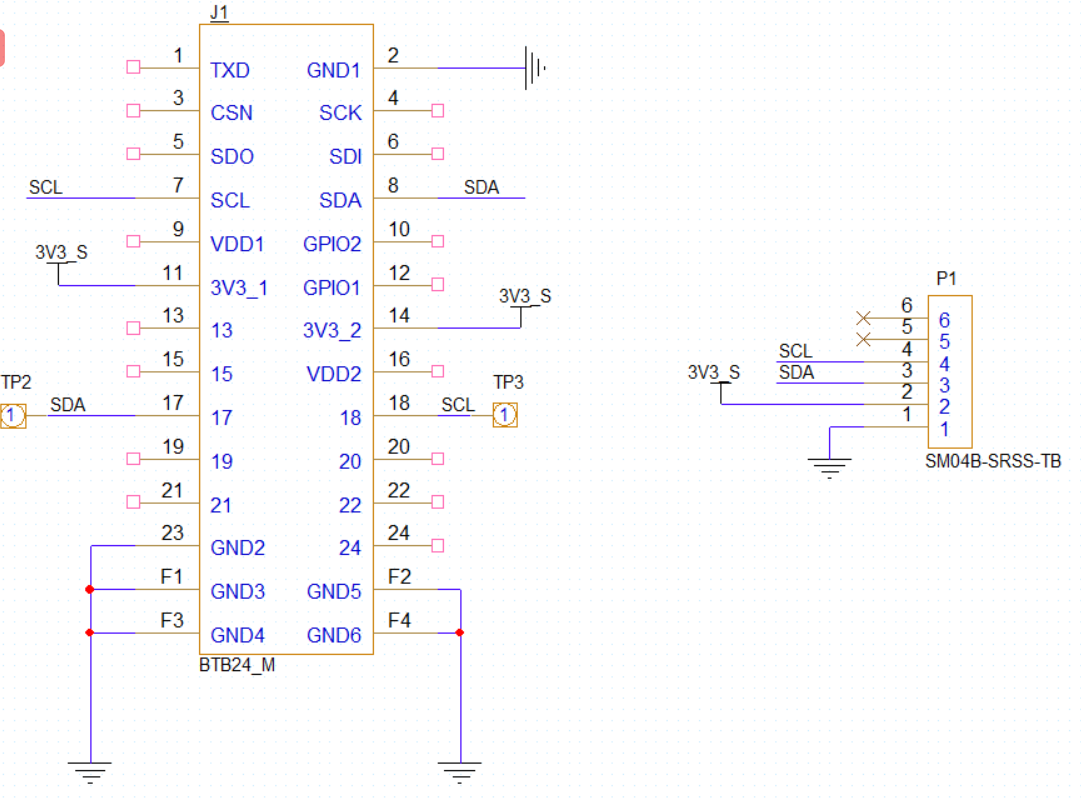 J1
1 TXD GND1 2
3 CSN SCK 4
5 SDO SDI 6
SCL 7 SCL SDA 8 SDA
9 VDD1 GPIO2 10
3V3_S 11 3V3_1 GPIO1 12
13 13 3V3_2 14 3V3_S
15 15 VDD2 16
TP2 1 SDA 17 17 18 18 SCL 1 TP3
19 19 20 20
21 21 22 22
23 GND2 24 24
F1 GND3 GND5 F2
F3 GND4 GND6 F4
BTB24_M
P1
6 6
5 5
SCL 4 4
SDA 3 3
3V3_S 2 2
1 1
SM04B-SRSS-TB